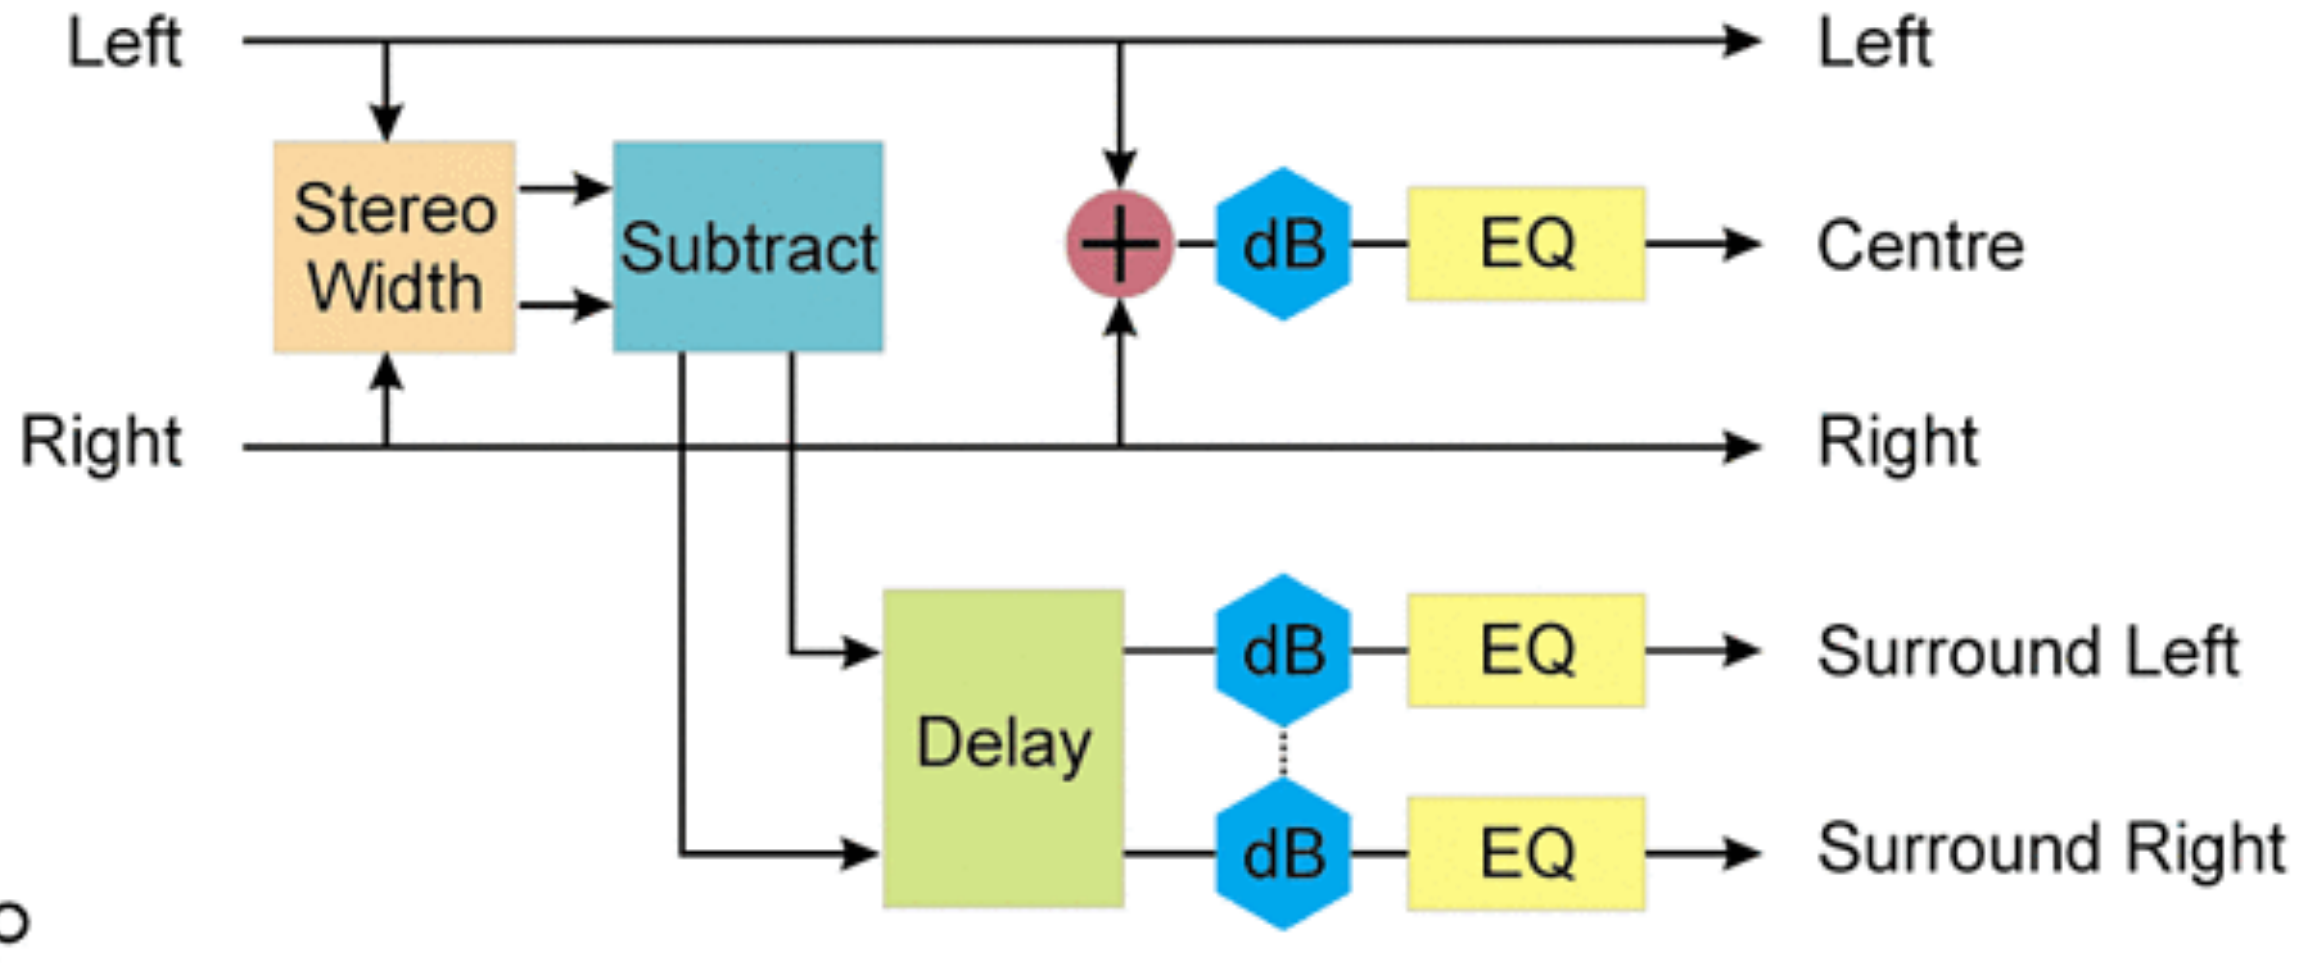 Left
Left
Stereo
Width
Subtract
+
dB
EQ
Centre
Right
Right
Delay
dB
EQ
Surround Left
dB
EQ
Surround Right